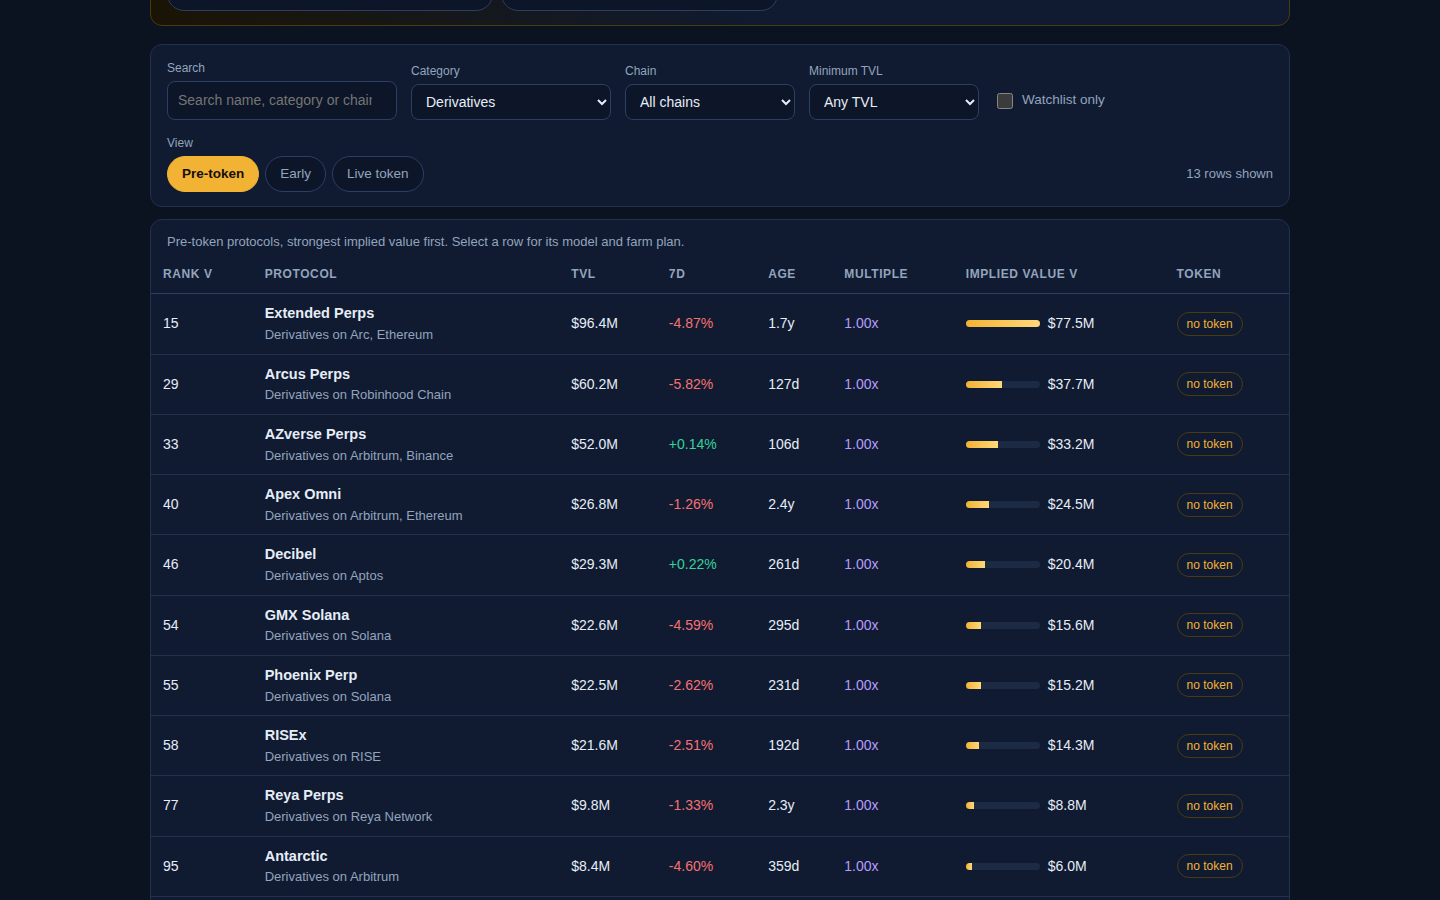 Search
Category
Chain
Minimum TVL
Search name, category or chain
Derivatives
All chains
Any TVL
Watchlist only
View
Pre-token
Early
Live token
13 rows shown
Pre-token protocols, strongest implied value first. Select a row for its model and farm plan.
RANK V PROTOCOL TVL 7D AGE MULTIPLE IMPLIED VALUE V TOKEN
15 Extended Perps $96.4M -4.87% 1.7y 1.00x $77.5M no token
Derivatives on Arc, Ethereum
29 Arcus Perps $60.2M -5.82% 127d 1.00x $37.7M no token
Derivatives on Robinhood Chain
33 AZverse Perps $52.0M +0.14% 106d 1.00x $33.2M no token
Derivatives on Arbitrum, Binance
40 Apex Omni $26.8M -1.26% 2.4y 1.00x $24.5M no token
Derivatives on Arbitrum, Ethereum
46 Decibel $29.3M +0.22% 261d 1.00x $20.4M no token
Derivatives on Aptos
54 GMX Solana $22.6M -4.59% 295d 1.00x $15.6M no token
Derivatives on Solana
55 Phoenix Perp $22.5M -2.62% 231d 1.00x $15.2M no token
Derivatives on Solana
58 RISEx $21.6M -2.51% 192d 1.00x $14.3M no token
Derivatives on RISE
77 Reya Perps $9.8M -1.33% 2.3y 1.00x $8.8M no token
Derivatives on Reya Network
95 Antarctic $8.4M -4.60% 359d 1.00x $6.0M no token
Derivatives on Arbitrum